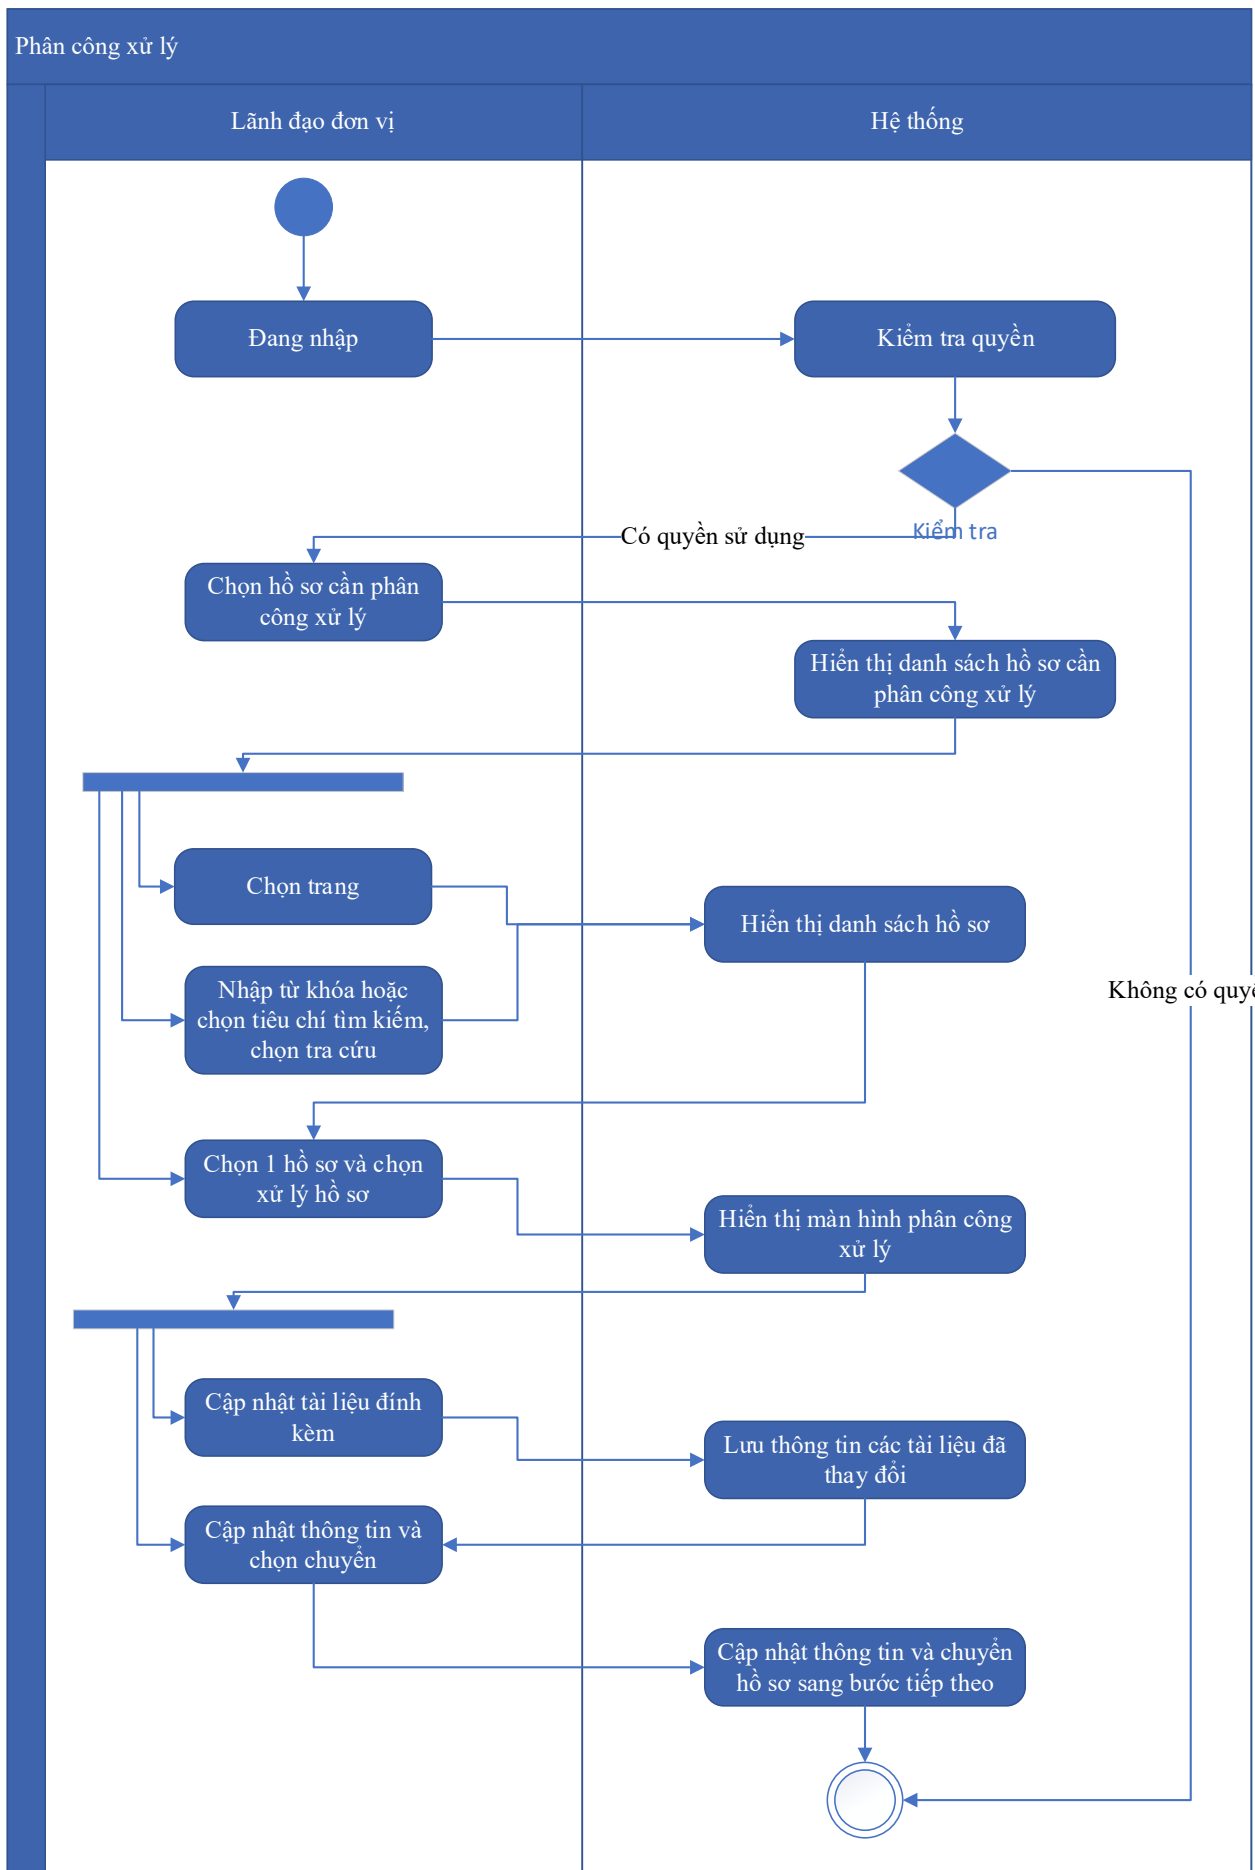 Phân công xử lý
Lãnh đạo đơn vị
Hệ thống
Đang nhập
Kiểm tra quyền
Kiểm tra
Có quyền sử dụng
Chọn hồ sơ cần phân
công xử lý
Hiển thị danh sách hồ sơ cần
phân công xử lý
Chọn trang
Hiển thị danh sách hồ sơ
Nhập từ khóa hoặc
chọn tiêu chí tìm kiếm,
chọn tra cứu
Không có
Chọn 1 hồ sơ và chọn
xử lý hồ sơ
Hiển thị màn hình phân công
xử lý
Cập nhật tài liệu đính
kèm
Lưu thông tin các tài liệu đã
thay đổi
Cập nhật thông tin và
chọn chuyển
Cập nhật thông tin và chuyển
hồ sơ sang bước tiếp theo